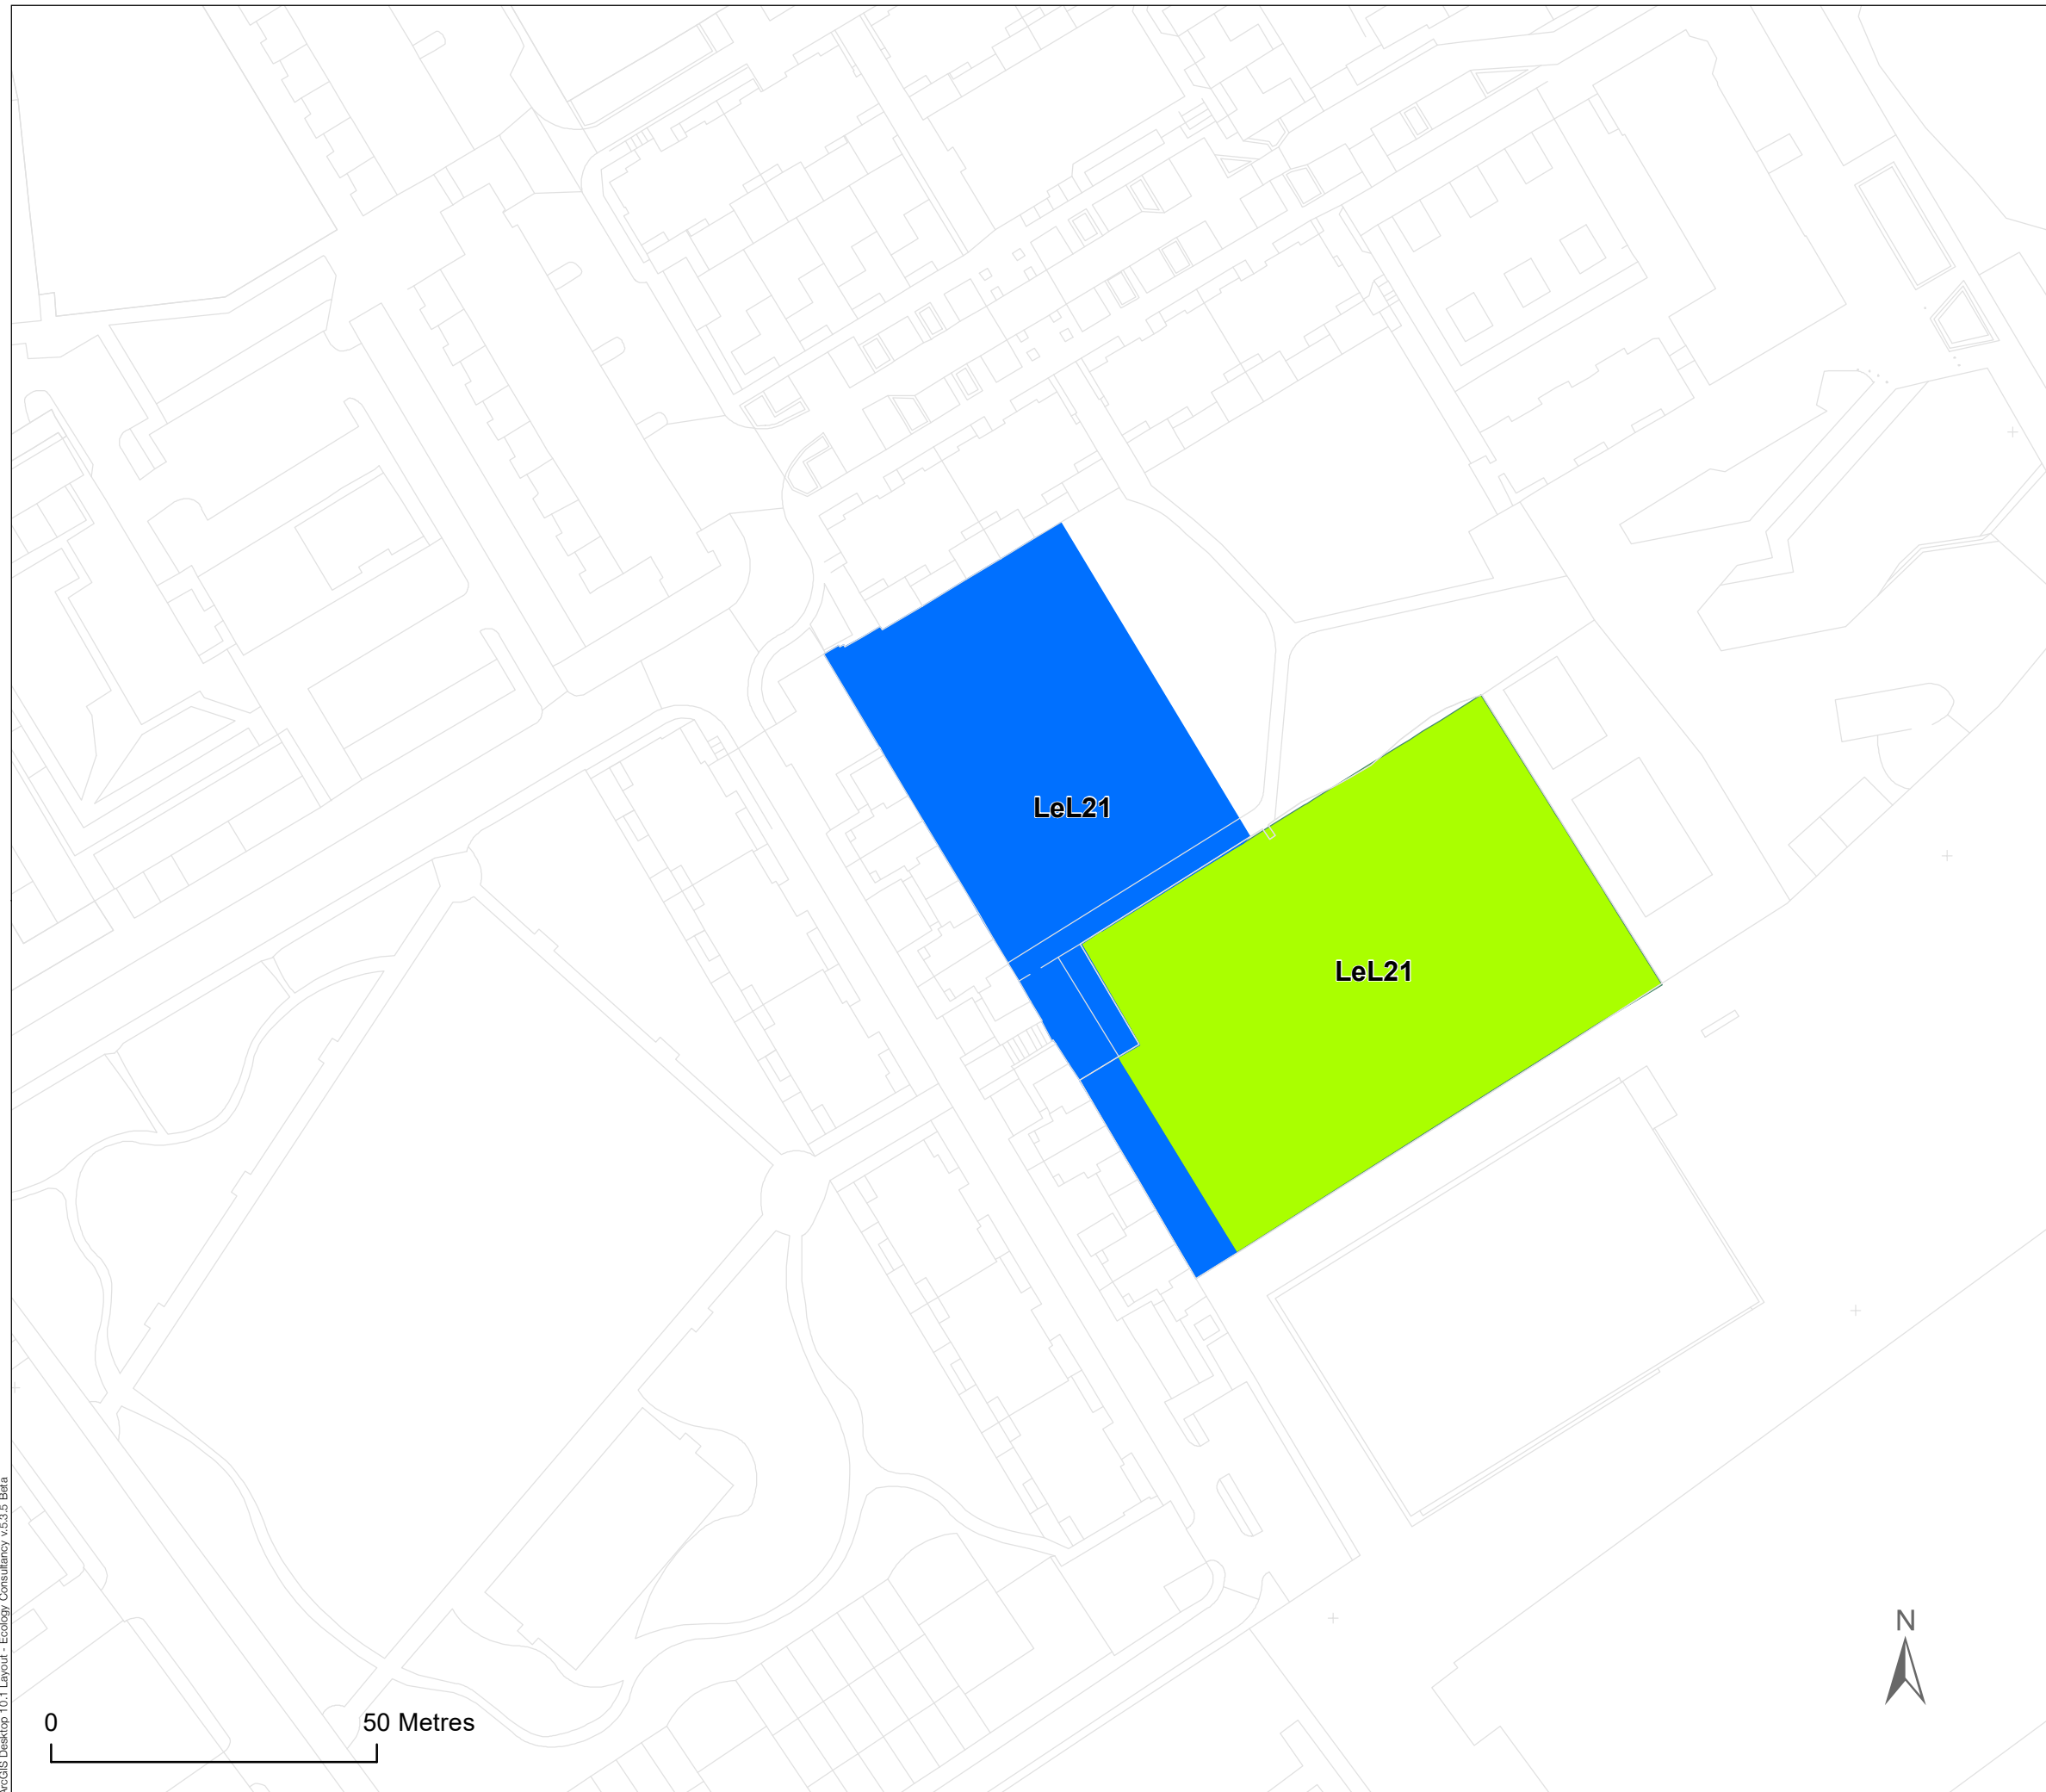 LeL21
LeL21
N
0 50 Metres
ArcGIS Desktop 10.1 Layout - Ecology Consultancy v.5.3.5 Beta